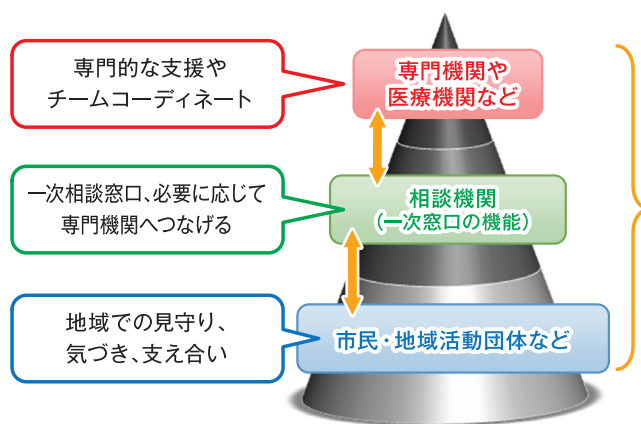 専門的な支援や
チームコーディネート
専門機関や
医療機関など
一次相談窓口、必要に応じて
専門機関へつなげる
相談機関
（一次窓口の機能）
地域での見守り、
気づき、支え合い
市民・地域活動団体など